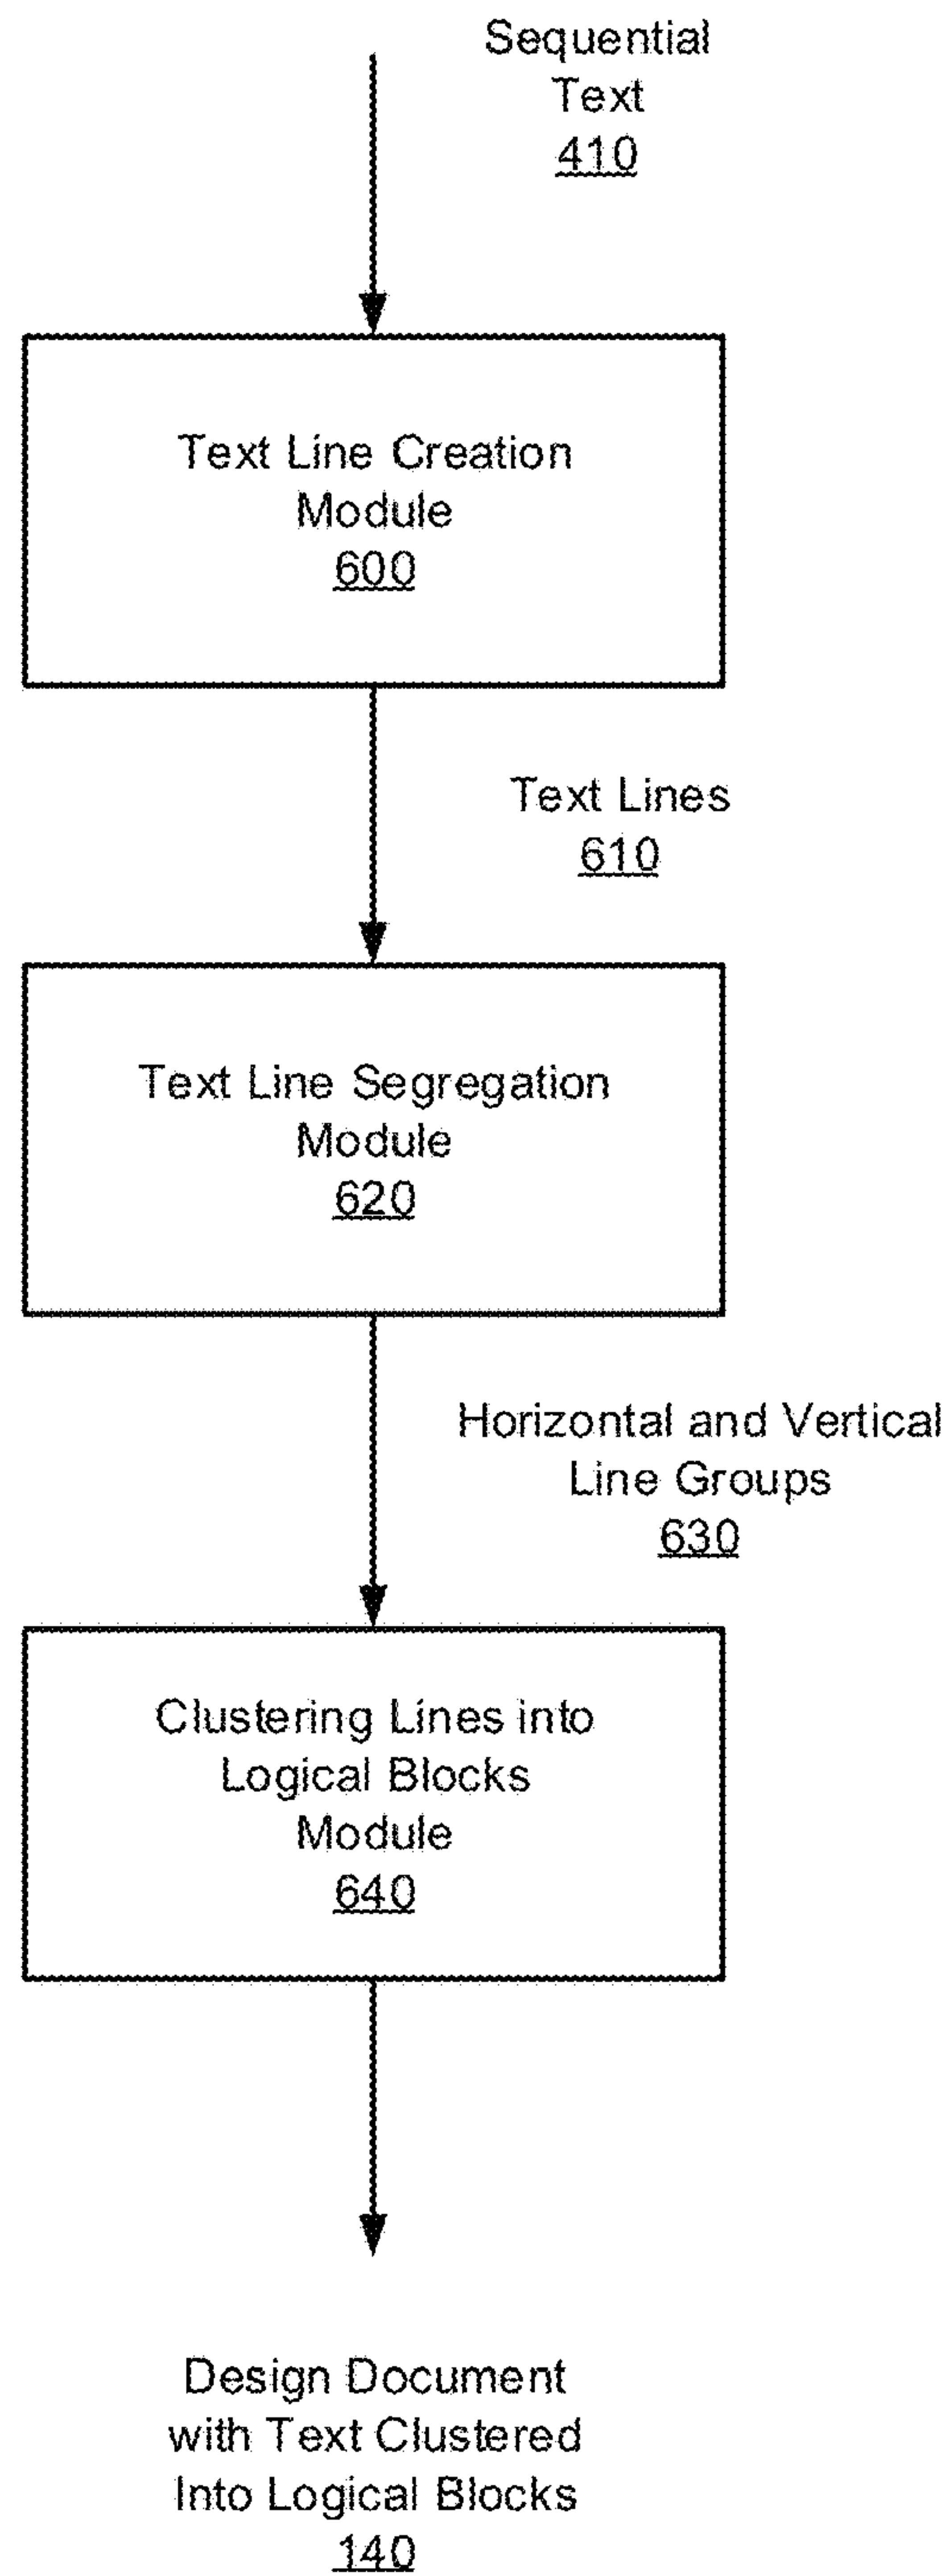 Sequential
Text
410
Text Line Creation
Module
600
Text Lines
610
Text Line Segregation
Module
620
Horizontal and Vertical
Line Groups
630
Clustering Lines into
Logical Blocks
Module
640
Design Document
with Text Clustered
Into Logical Blocks
140